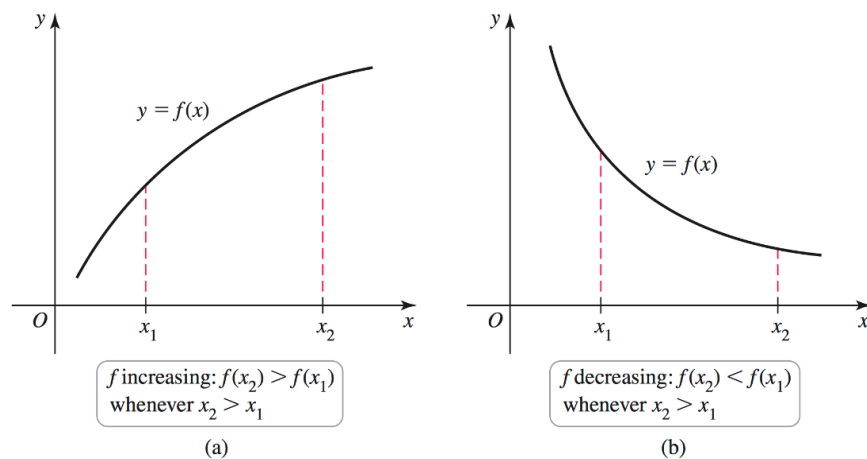 y
y = f(x)
O
x₁
x₂
x
f increasing: f(x₂) > f(x₁)
whenever x₂ > x₁
(a)
y
y = f(x)
O
x₁
x₂
x
f decreasing: f(x₂) < f(x₁)
whenever x₂ > x₁
(b)